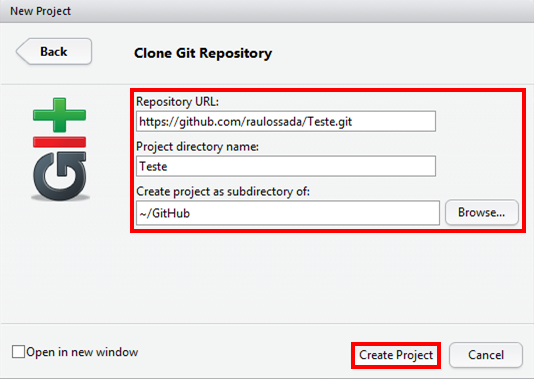 New Project
Back
Clone Git Repository
git
Repository URL:
https://github.com/raulossada/Teste.git
Project directory name:
Teste
Create project as subdirectory of:
~/GitHub
Browse...
Open in new window
Create Project
Cancel